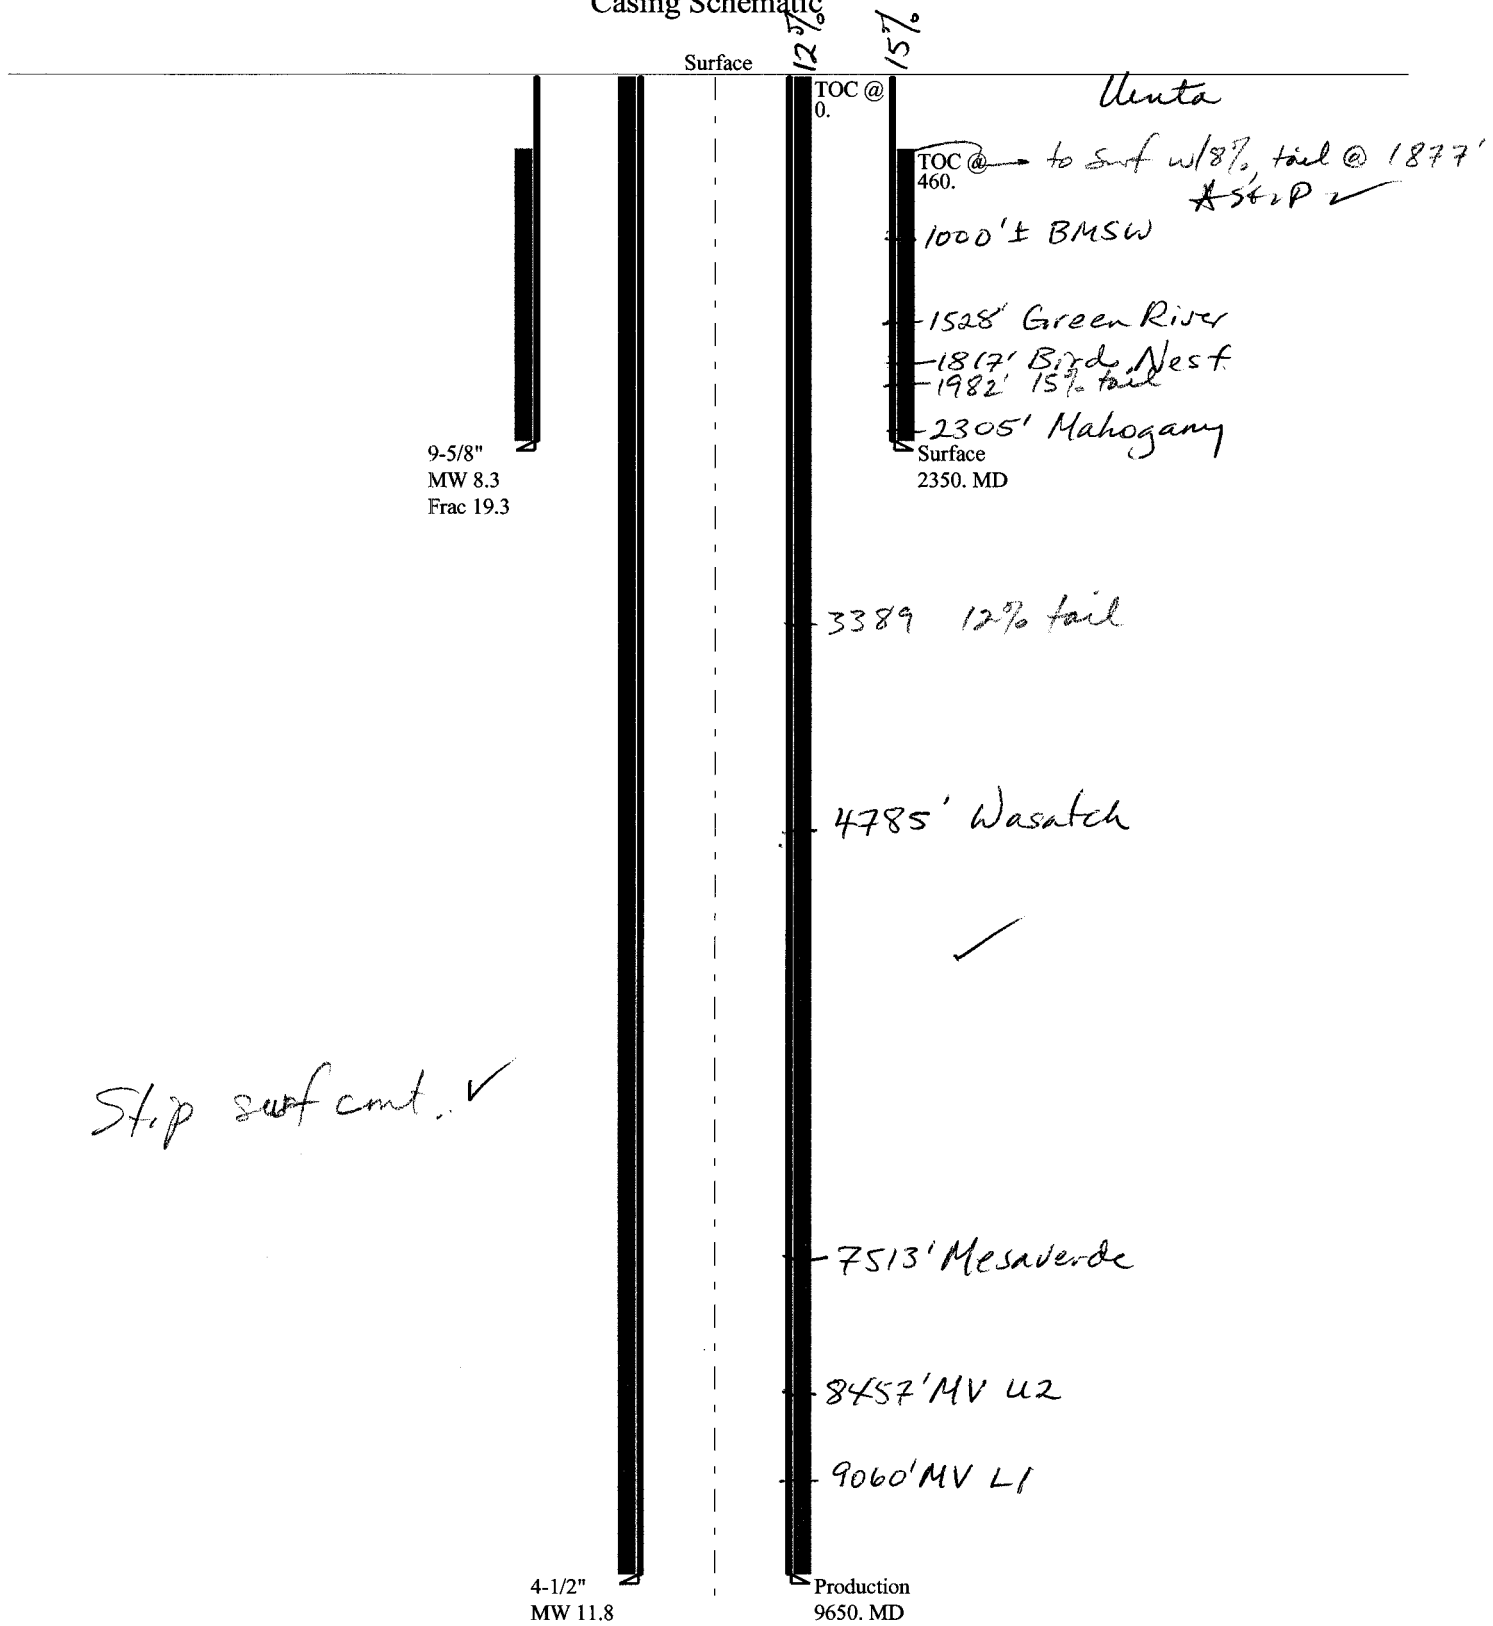 Casing Schematic
12%
15%
Surface
TOC @
0.
Uinta
TOC @ → to surf w/8%, tail @ 1877'
460.
*Stip ✓
1000'± BMSW
1528' Green River
1817' Birds Nest
1982' 15% tail
2305' Mahogany
9-5/8"
MW 8.3
Frac 19.3
Surface
2350. MD
3389 12% tail
4785' Wasatch
✓
Stip surf cmt. ✓
7513' Mesaverde
8457' MV U2
9060' MV L1
4-1/2"
MW 11.8
Production
9650. MD